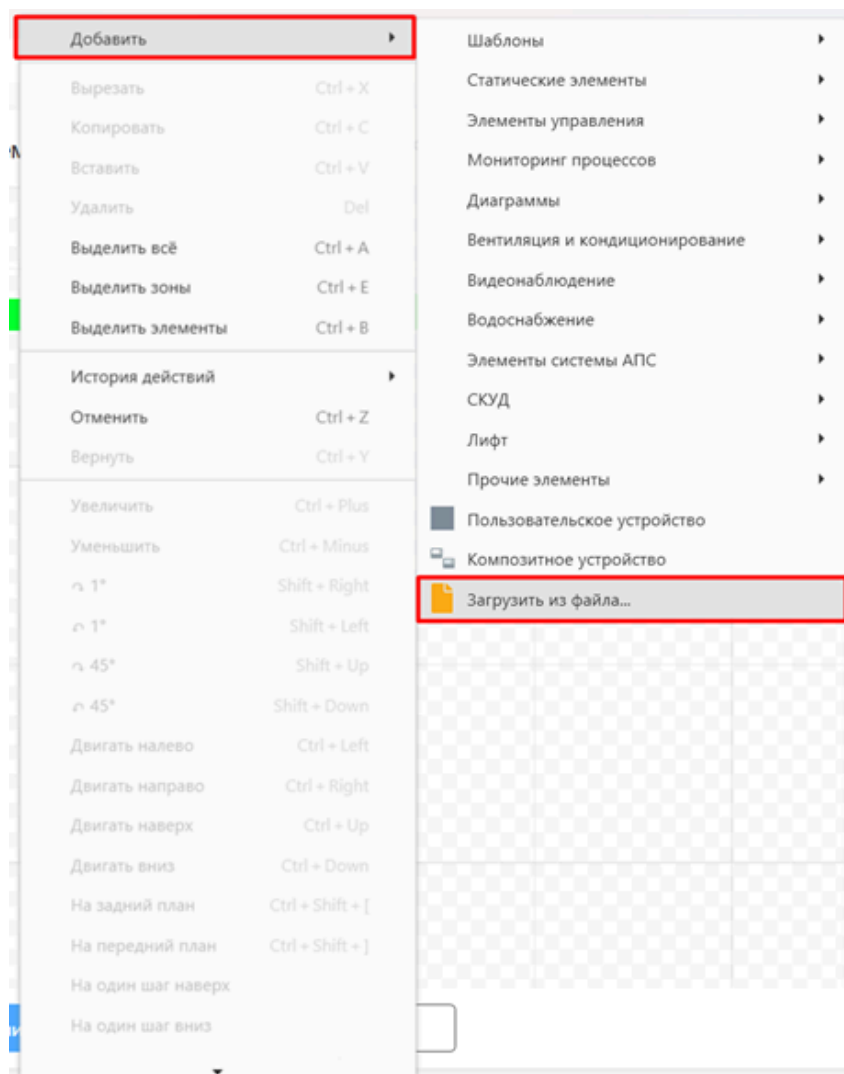 Добавить
Вырезать Ctrl + X
Копировать Ctrl + C
Вставить Ctrl + V
Удалить Del
Выделить всё Ctrl + A
Выделить зоны Ctrl + E
Выделить элементы Ctrl + B
История действий
Отменить Ctrl + Z
Вернуть Ctrl + Y
Увеличить Ctrl + Plus
Уменьшить Ctrl + Minus
1° Shift + Right
1° Shift + Left
45° Shift + Up
45° Shift + Down
Двигать налево Ctrl + Left
Двигать направо Ctrl + Right
Двигать наверх Ctrl + Up
Двигать вниз Ctrl + Down
На задний план Ctrl + Shift + [
На передний план Ctrl + Shift + ]
На один шаг наверх
На один шаг вниз
Шаблоны
Статические элементы
Элементы управления
Мониторинг процессов
Диаграммы
Вентиляция и кондиционирование
Видеонаблюдение
Водоснабжение
Элементы системы АПС
СКУД
Лифт
Прочие элементы
Пользовательское устройство
Композитное устройство
Загрузить из файла...